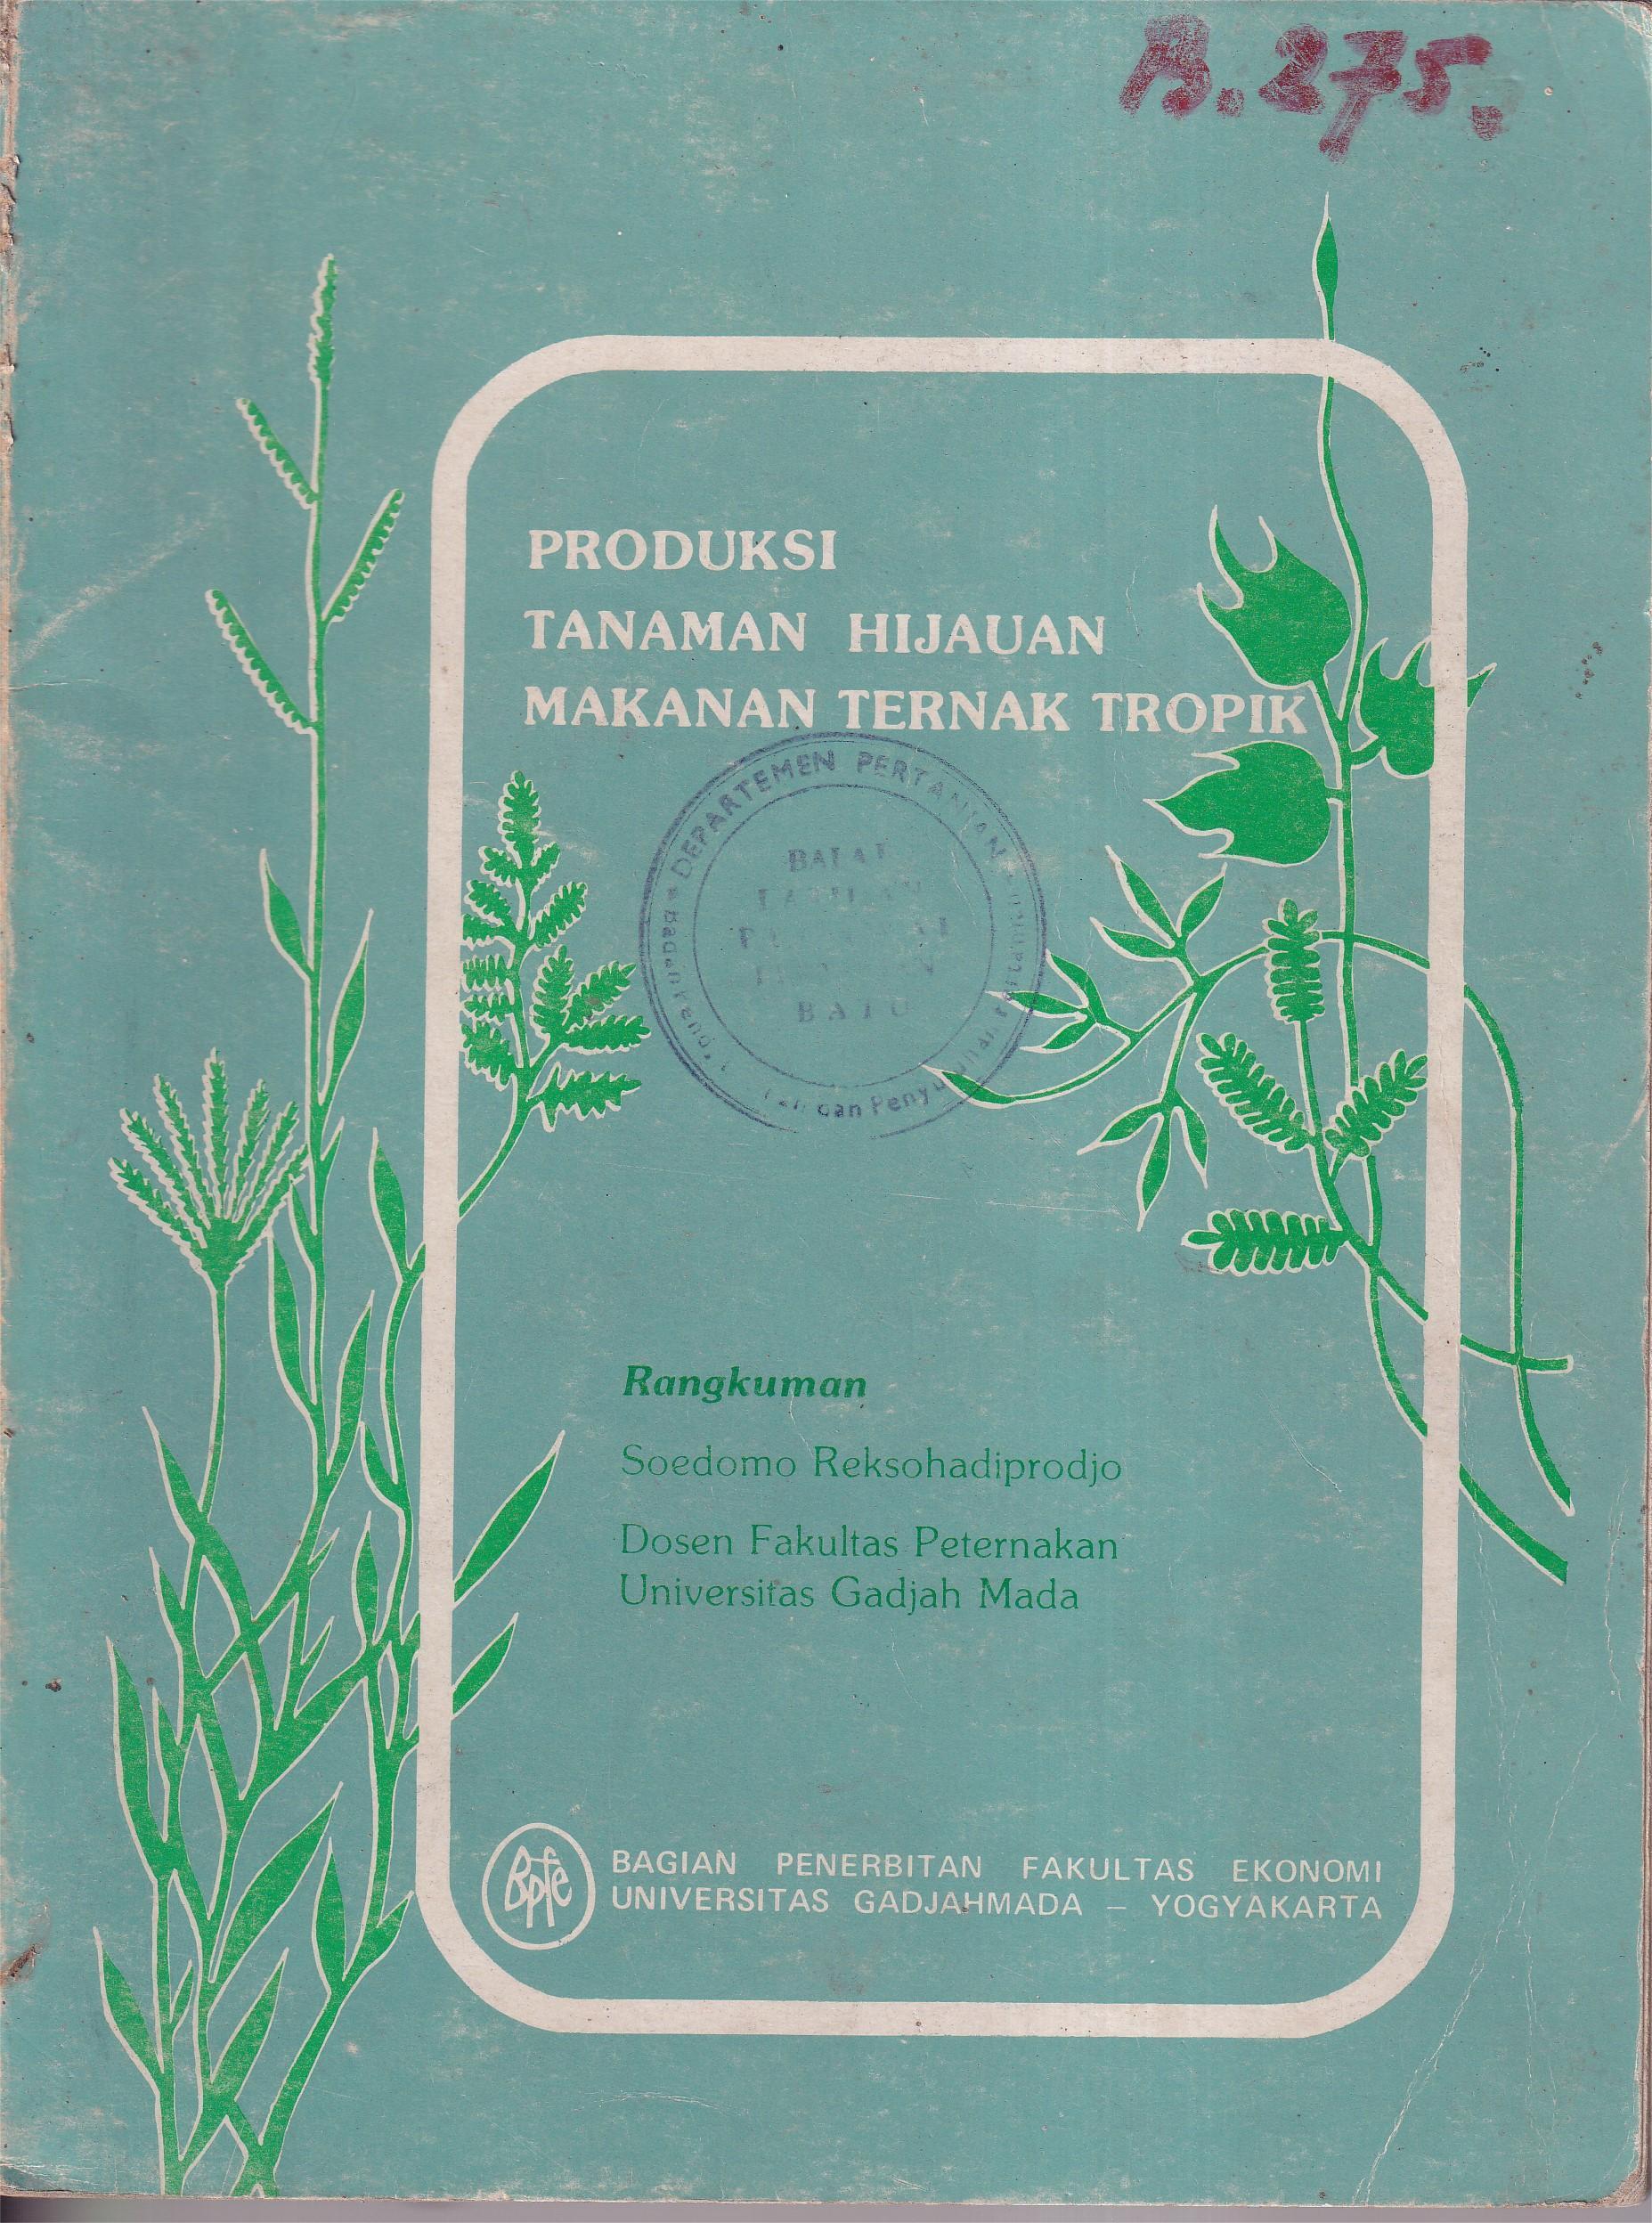 B.275.
PRODUKSI
TANAMAN HIJAUAN
MAKANAN TERNAK TROPIK
DEPARTEMEN PERTANIAN
BALAI
BATU
dan
Rangkuman
Soedomo Reksohadiprodjo
Dosen Fakultas Peternakan
Universitas Gadjah Mada
Bpfe
BAGIAN PENERBITAN FAKULTAS EKONOMI
UNIVERSITAS GADJAHMADA – YOGYAKARTA